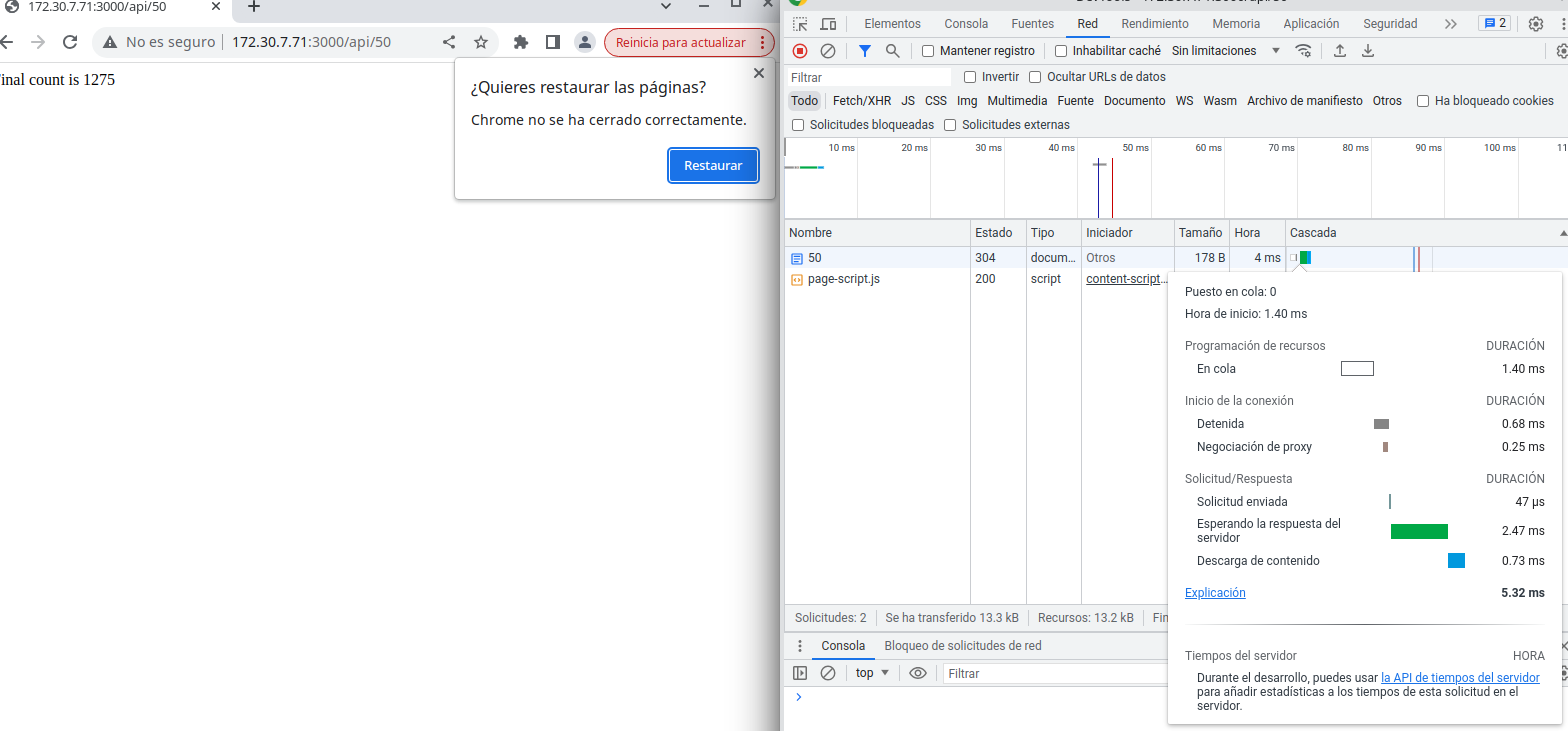 172.30.7.71:3000/api/50
No es seguro
172.30.7.71:3000/api/50
Reinicia para actualizar
inal count is 1275
¿Quieres restaurar las páginas?
Chrome no se ha cerrado correctamente.
Restaurar
Elementos Consola Fuentes Red Rendimiento Memoria Aplicación Seguridad 2
Mantener registro Inhabilitar caché Sin limitaciones
Filtrar Invertir Ocultar URLs de datos
Todo Fetch/XHR JS CSS Img Multimedia Fuente Documento WS Wasm Archivo de manifiesto Otros Ha bloqueado cookies
Solicitudes bloqueadas Solicitudes externas
10 ms 20 ms 30 ms 40 ms 50 ms 60 ms 70 ms 80 ms 90 ms 100 ms 11
Nombre Estado Tipo Iniciador Tamaño Hora Cascada
50 304 docum... Otros 178 B 4 ms
page-script.js 200 script content-script...
Puesto en cola: 0
Hora de inicio: 1.40 ms
Programación de recursos DURACIÓN
En cola 1.40 ms
Inicio de la conexión DURACIÓN
Detenida 0.68 ms
Negociación de proxy 0.25 ms
Solicitud/Respuesta DURACIÓN
Solicitud enviada 47 µs
Esperando la respuesta del
servidor 2.47 ms
Descarga de contenido 0.73 ms
Explicación 5.32 ms
Tiempos del servidor HORA
Durante el desarrollo, puedes usar la API de tiempos del servidor
para añadir estadísticas a los tiempos de esta solicitud en el
servidor.
Solicitudes: 2 Se ha transferido 13.3 kB Recursos: 13.2 kB Fin
Consola Bloqueo de solicitudes de red
top Filtrar